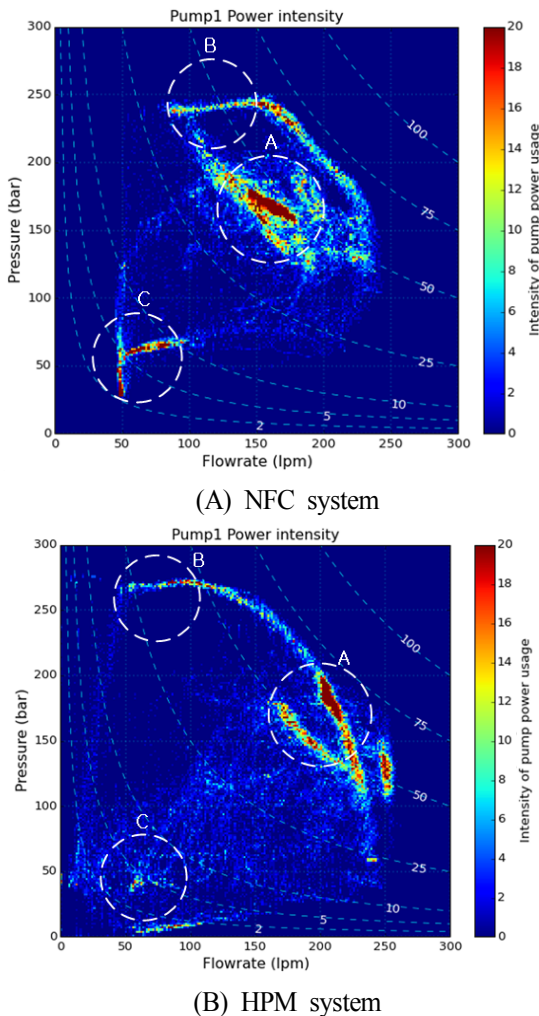 Pump1 Power intensity
300
250
200
150
100
50
0
Pressure (bar)
B
A
C
100
75
50
25
10
5
2
0 50 100 150 200 250 300
Flowrate (lpm)
20
18
16
14
12
10
8
6
4
2
0
Intensity of pump power usage
(A) NFC system
Pump1 Power intensity
300
250
200
150
100
50
0
Pressure (bar)
B
A
C
100
75
50
25
10
5
2
0 50 100 150 200 250 300
Flowrate (lpm)
20
18
16
14
12
10
8
6
4
2
0
Intensity of pump power usage
(B) HPM system